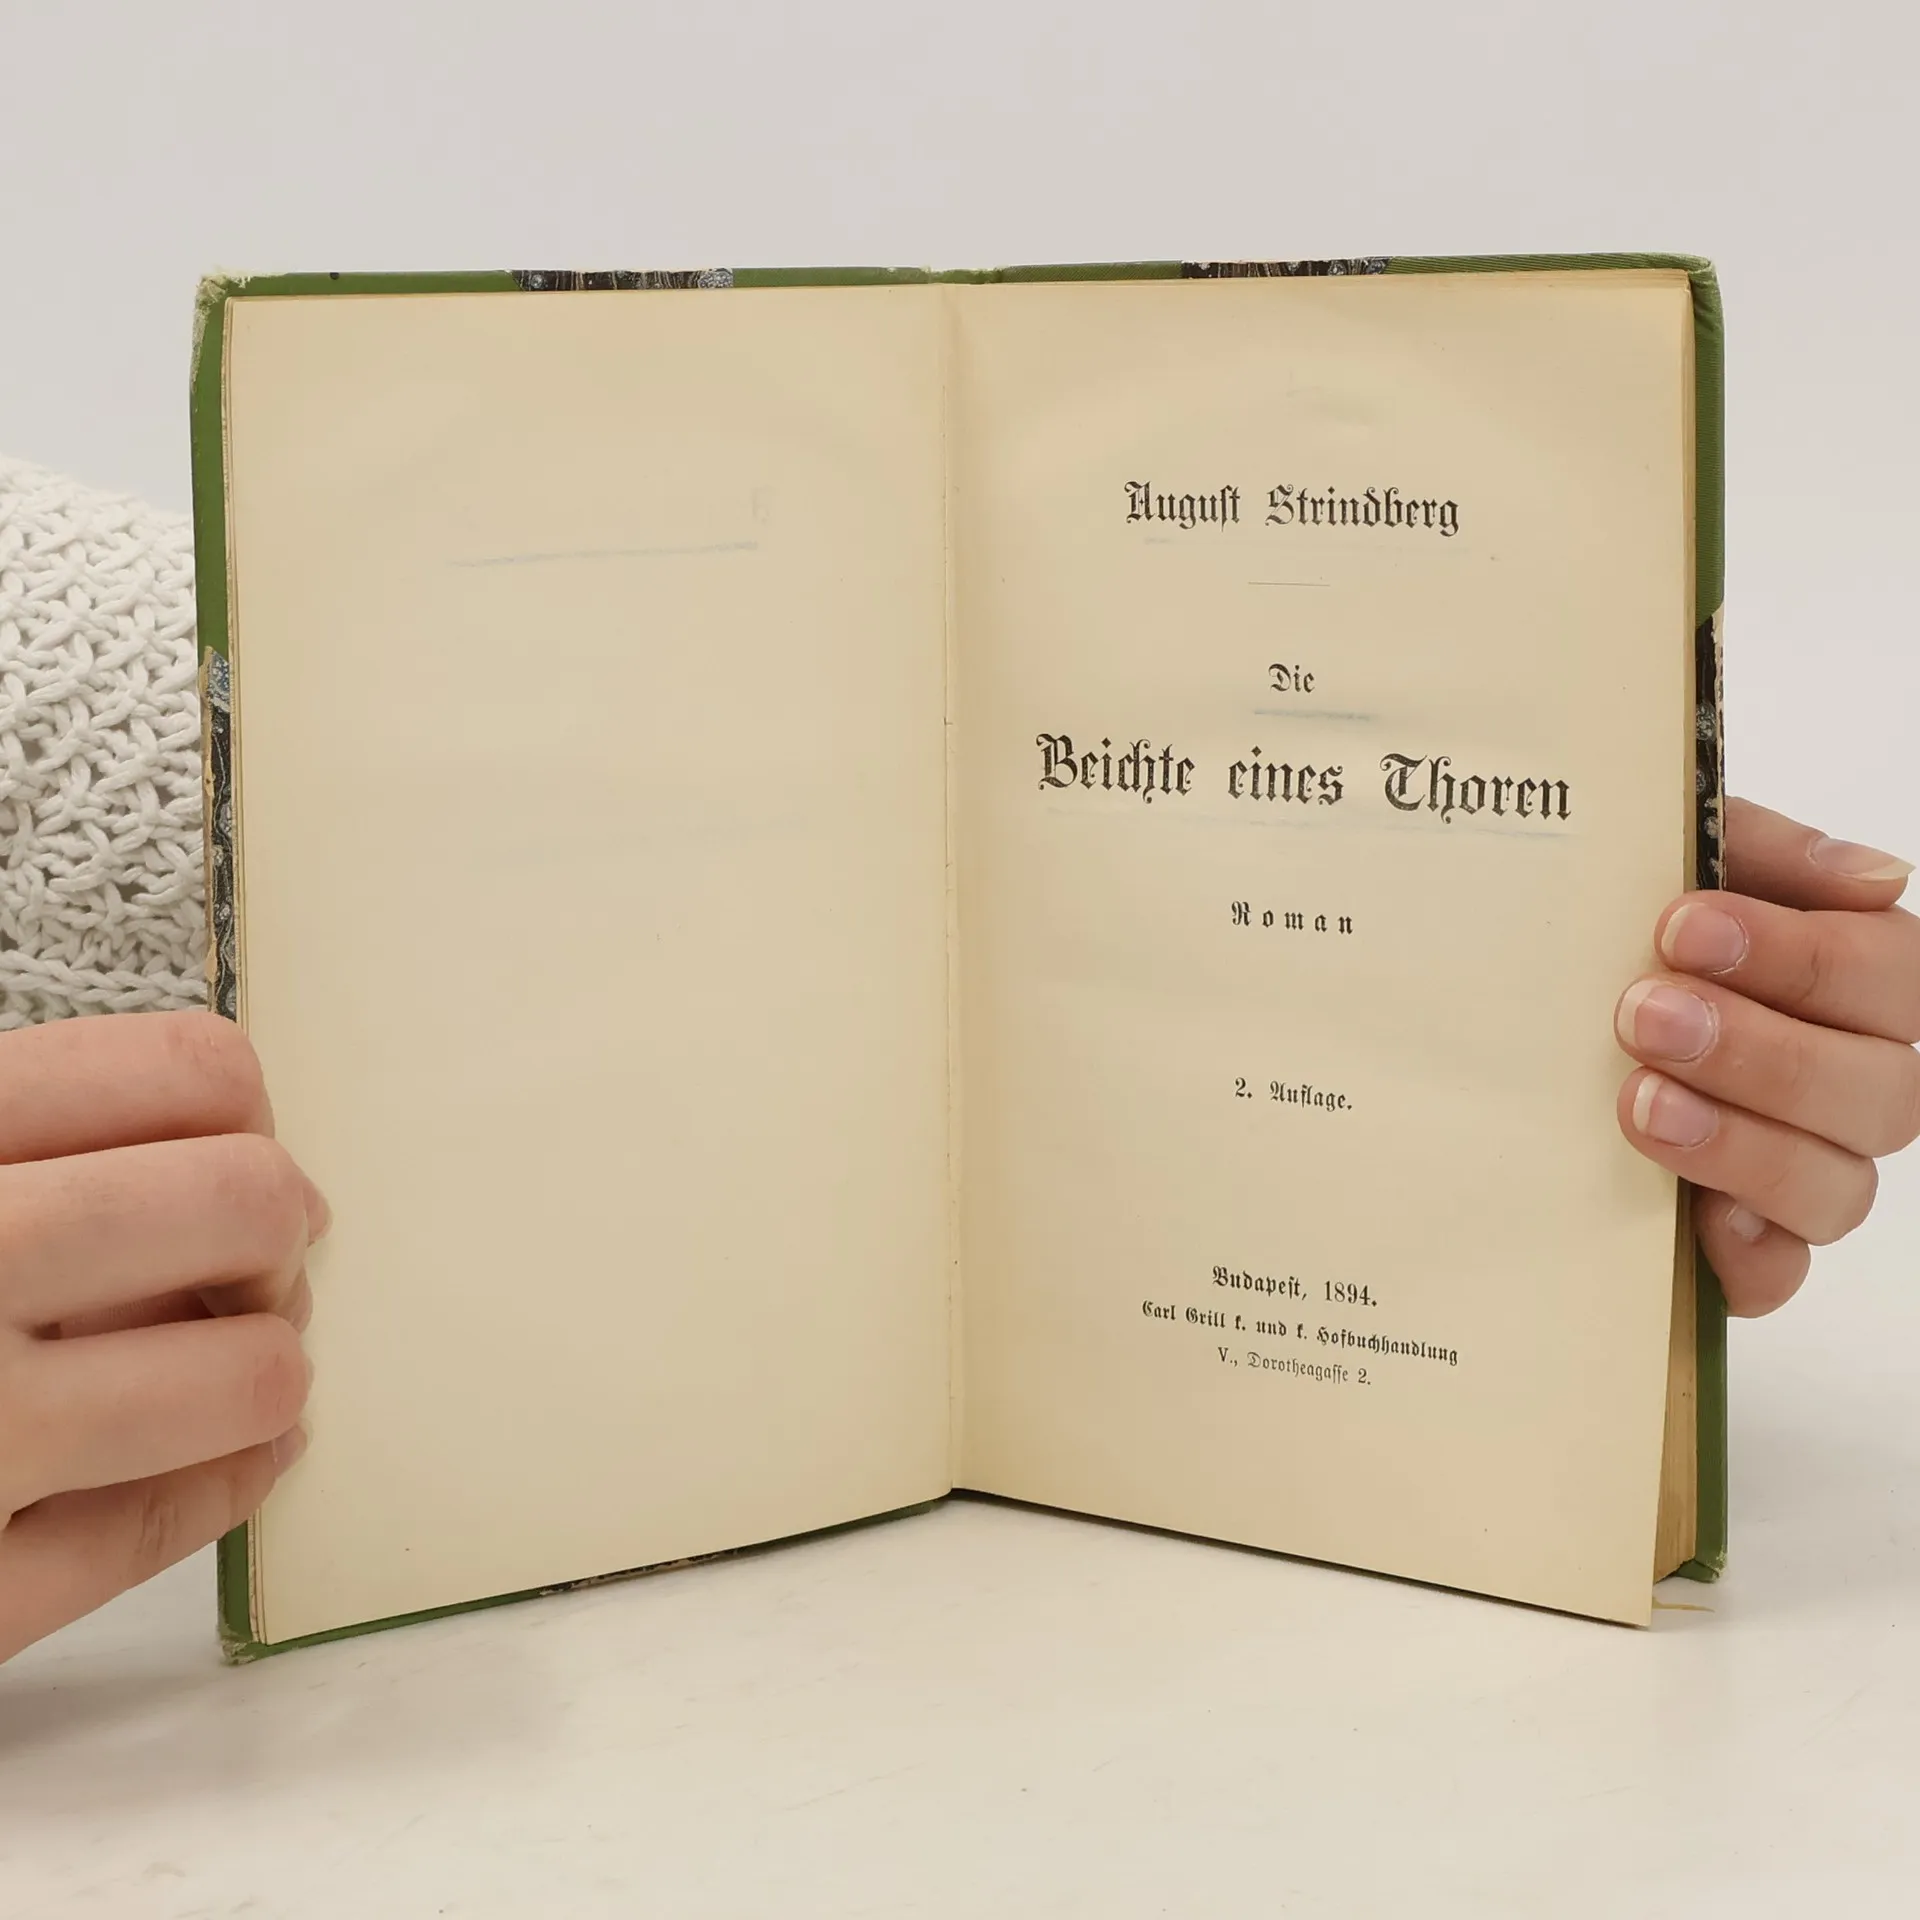 August Strindberg
Die
Beichte eines Thoren
Roman
2. Auflage.
Budapest, 1894.
Carl Grill k. und k. Hofbuchhandlung
V., Dorotheagasse 2.